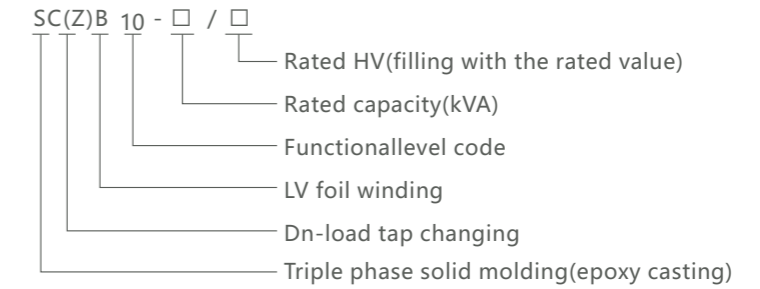 SC(Z)B 10 - □ / □
Rated HV(filling with the rated value)
Rated capacity(kVA)
Functionallevel code
LV foil winding
Dn-load tap changing
Triple phase solid molding(epoxy casting)